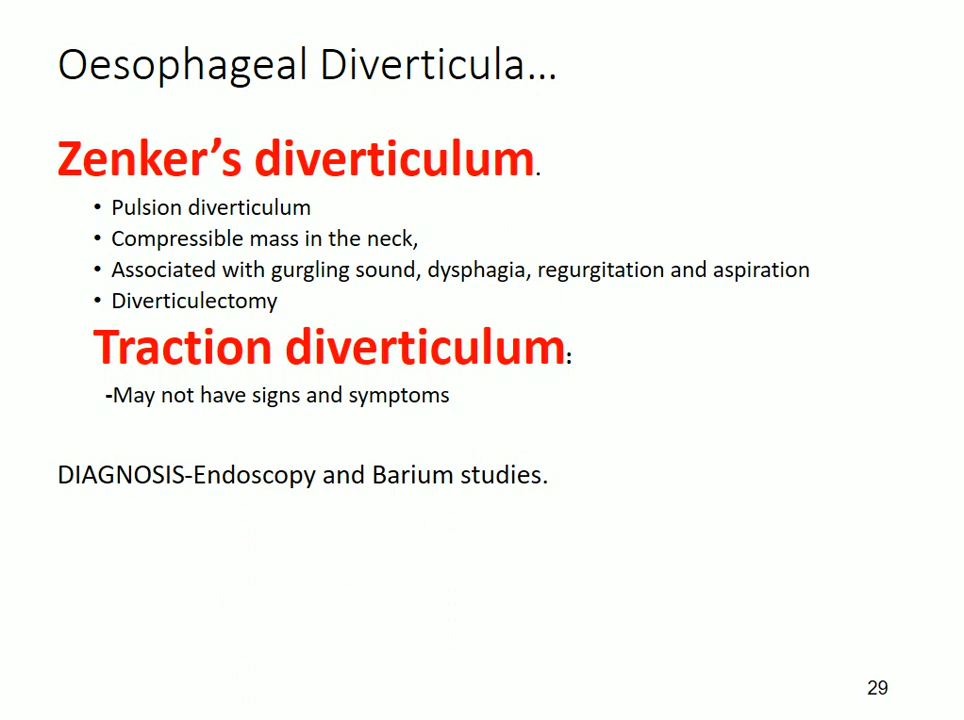 Oesophageal Diverticula...
Zenker's diverticulum.
• Pulsion diverticulum
• Compressible mass in the neck,
• Associated with gurgling sound, dysphagia, regurgitation and aspiration
• Diverticulectomy
Traction diverticulum:
-May not have signs and symptoms
DIAGNOSIS-Endoscopy and Barium studies.
29